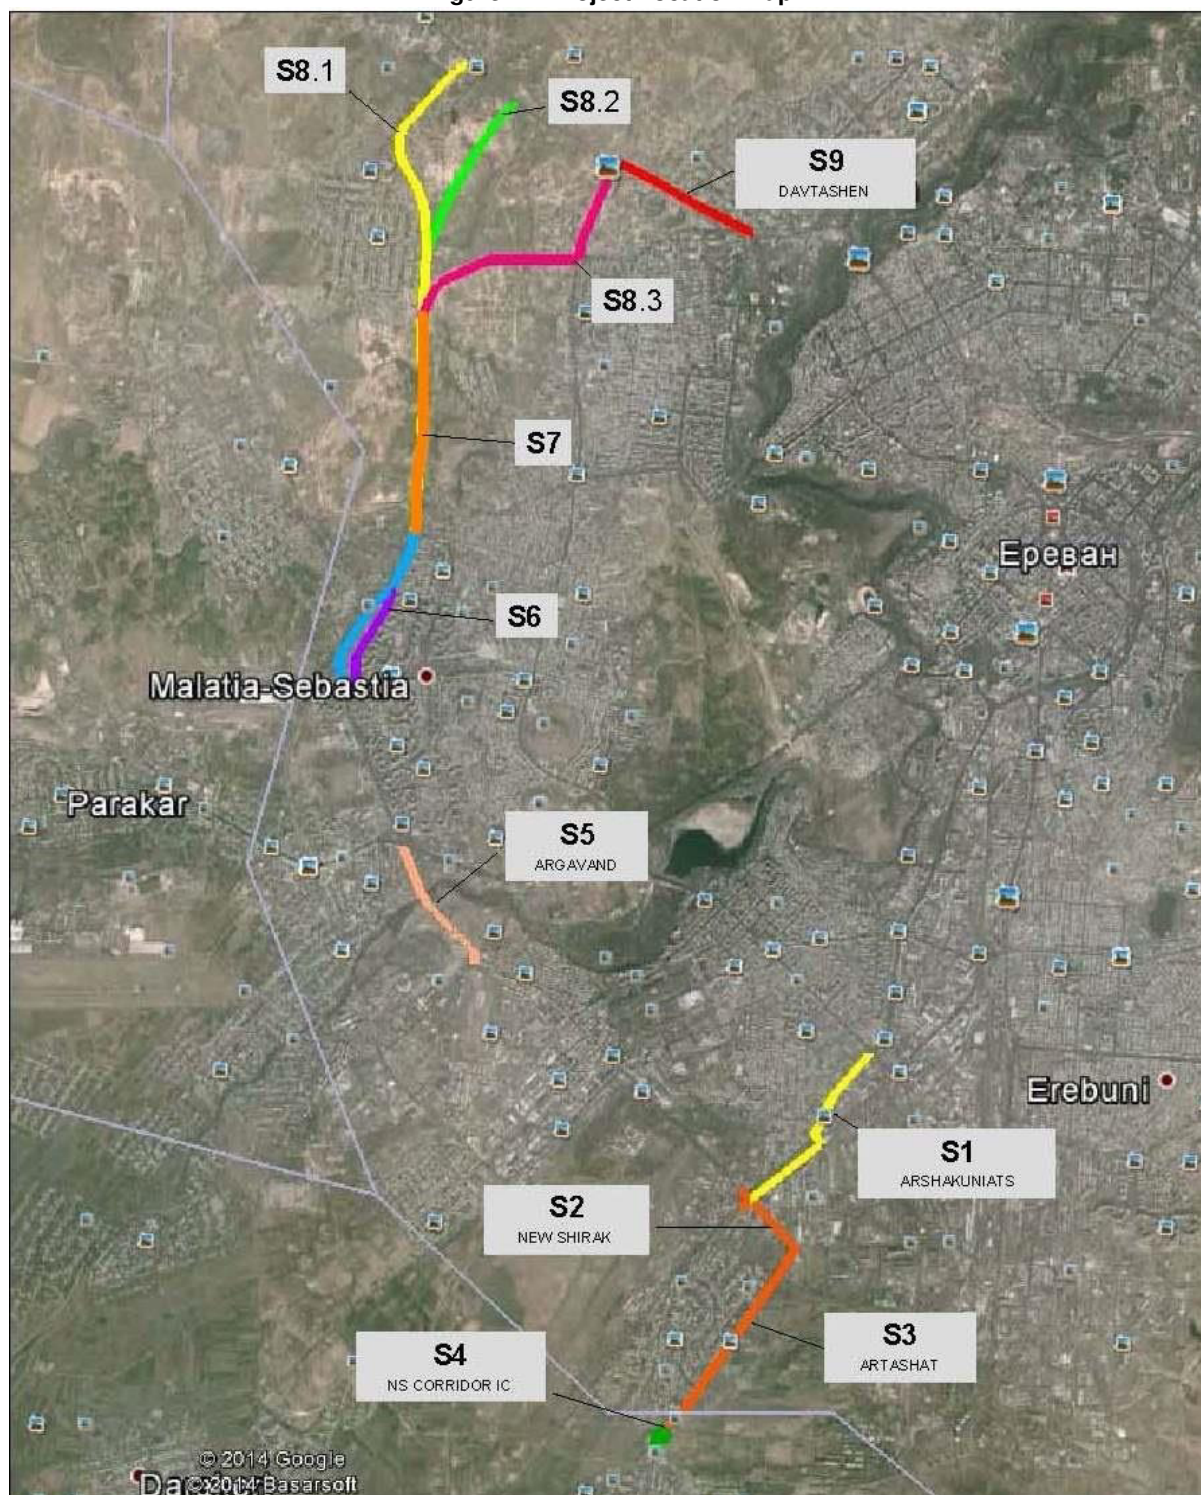 S8.1
S8.2
S9
DAVTASHEN
S8.3
S7
Ереван
S6
Malatia-Sebastia
Parakar
S5
ARGAVAND
Erebuni
S1
ARSHAKUNIATS
S2
NEW SHIRAK
S3
ARTASHAT
S4
NS CORRIDOR IC
© 2014 Google
© 2014 Basarsoft